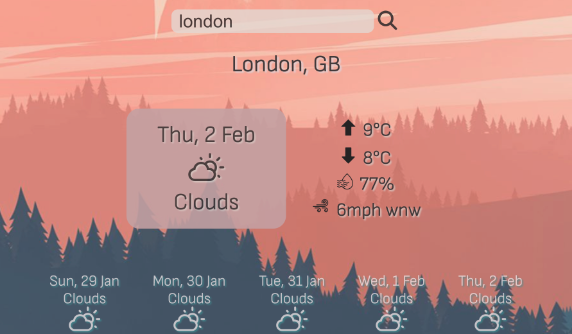 london
London, GB
Thu, 2 Feb
Clouds
9°C
8°C
77%
6mph wnw
Sun, 29 Jan
Clouds
Mon, 30 Jan
Clouds
Tue, 31 Jan
Clouds
Wed, 1 Feb
Clouds
Thu, 2 Feb
Clouds